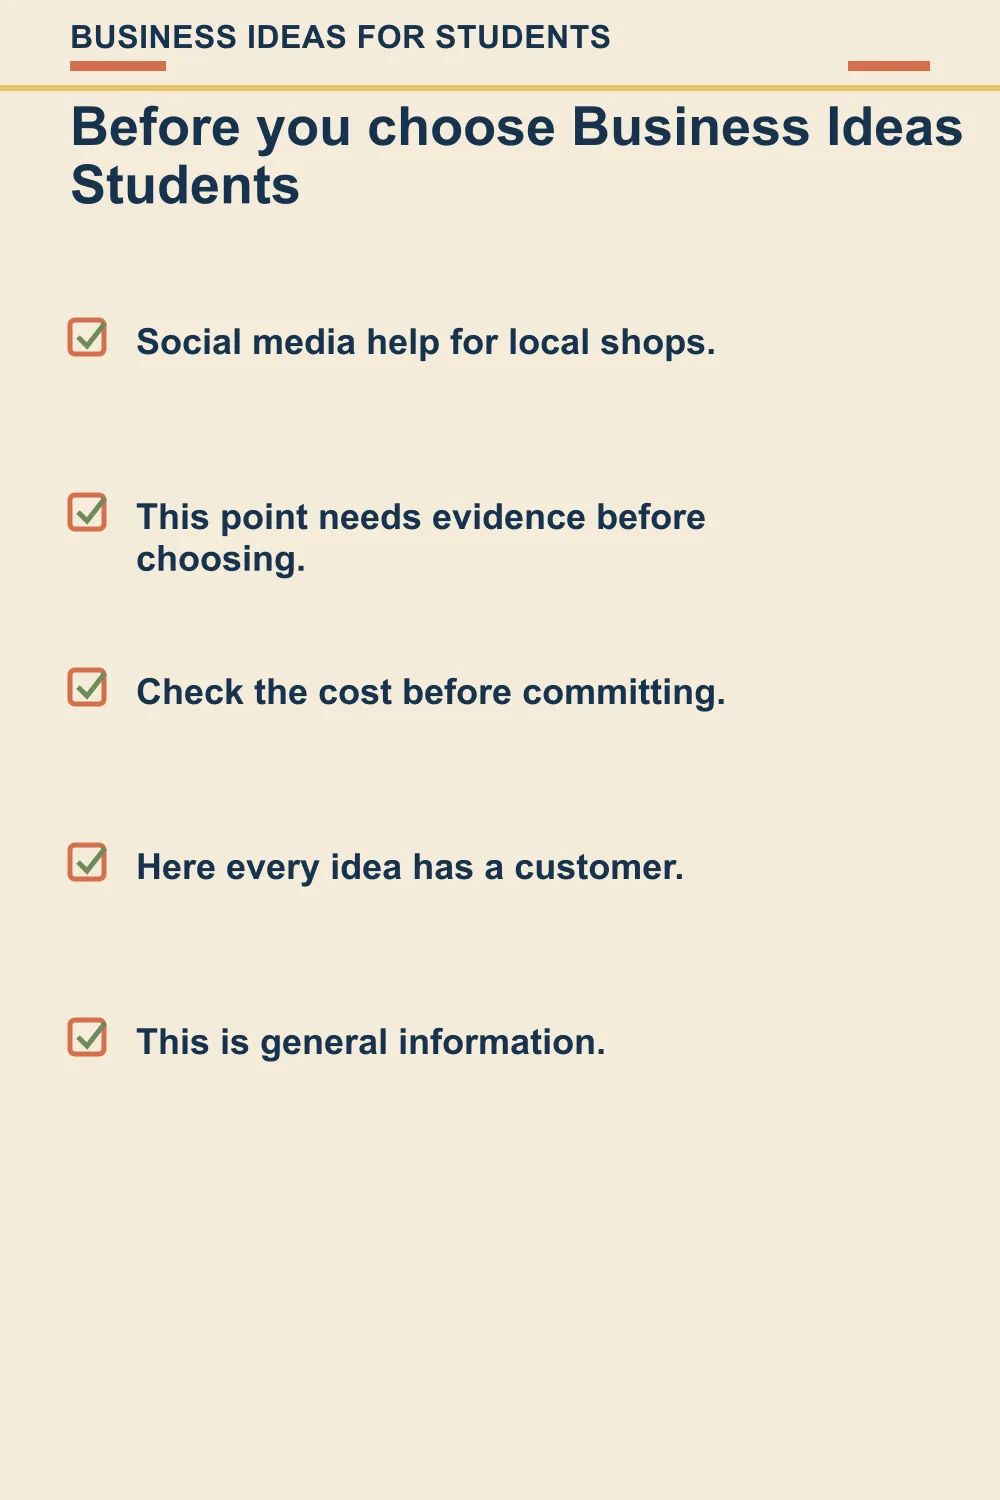 BUSINESS IDEAS FOR STUDENTS
Before you choose Business Ideas
Students
Social media help for local shops.
This point needs evidence before
choosing.
Check the cost before committing.
Here every idea has a customer.
This is general information.